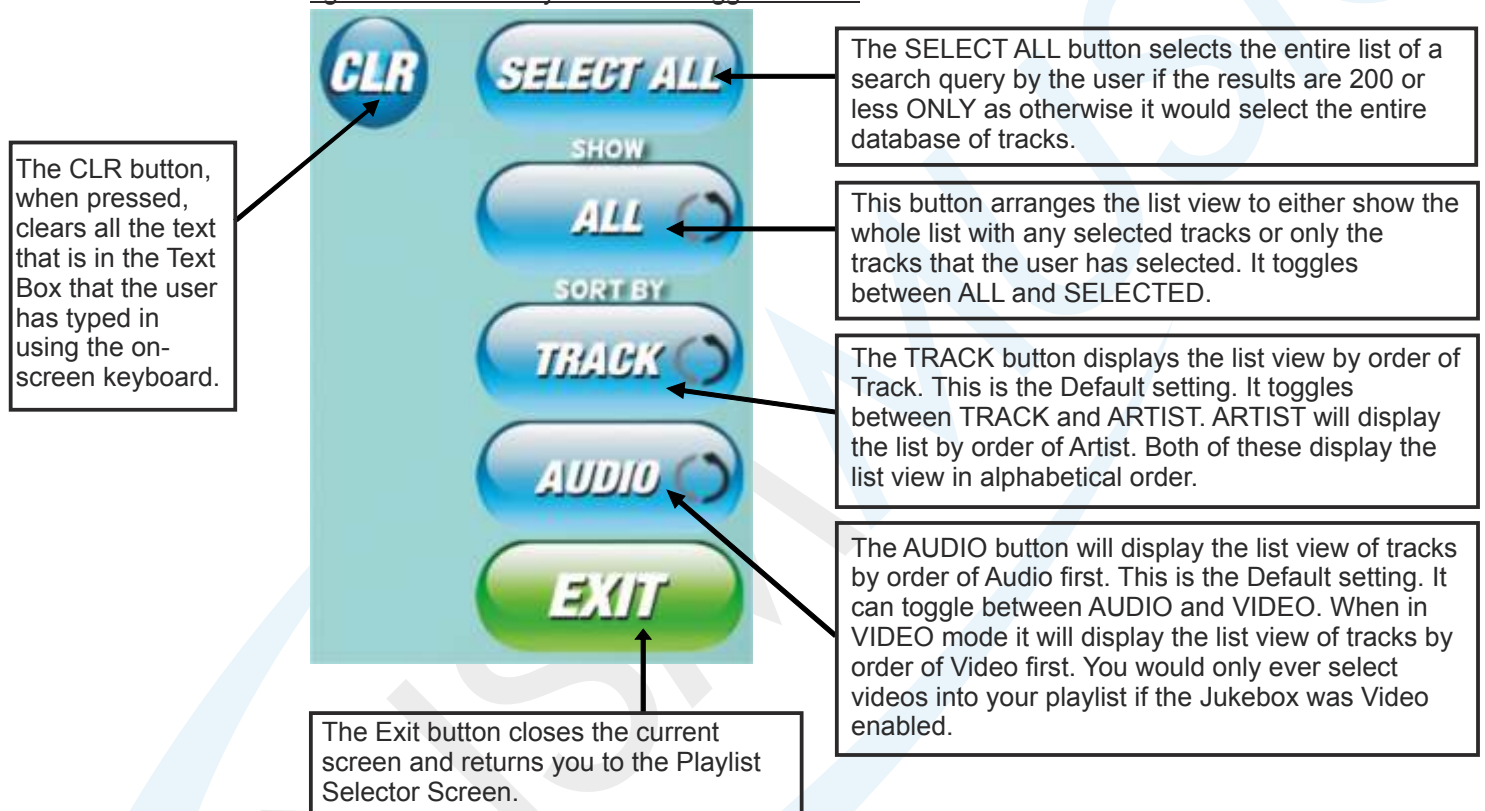 CLR
SELECT ALL
SHOW
ALL
SORT BY
TRACK
AUDIO
EXIT
The CLR button,
when pressed,
clears all the text
that is in the Text
Box that the user
has typed in
using the on-
screen keyboard.
The SELECT ALL button selects the entire list of a
search query by the user if the results are 200 or
less ONLY as otherwise it would select the entire
database of tracks.
This button arranges the list view to either show the
whole list with any selected tracks or only the
tracks that the user has selected. It toggles
between ALL and SELECTED.
The TRACK button displays the list view by order of
Track. This is the Default setting. It toggles
between TRACK and ARTIST. ARTIST will display
the list by order of Artist. Both of these display the
list view in alphabetical order.
The AUDIO button will display the list view of tracks
by order of Audio first. This is the Default setting. It
can toggle between AUDIO and VIDEO. When in
VIDEO mode it will display the list view of tracks by
order of Video first. You would only ever select
videos into your playlist if the Jukebox was Video
enabled.
The Exit button closes the current
screen and returns you to the Playlist
Selector Screen.